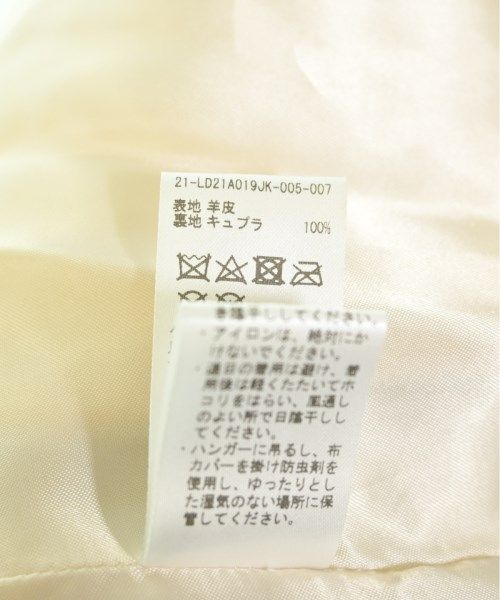 21-LD21A019JK-005-007
表地 羊皮
裏地 キュプラ 100%
き陰干ししてください。
・アイロンは、絶対にか
けないでください。
・連日の着用は避け、着
用後は軽くたたいてホ
コリをはらい、風通し
のよい所で日陰干しし
てください。
・ハンガーに吊るし、布
カバーを掛け防虫剤を
使用し、ゆったりとし
た湿気のない場所に保
管してください。